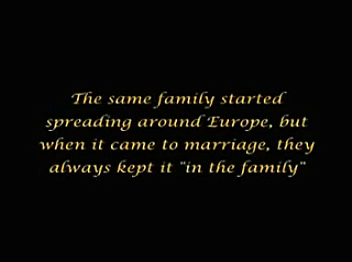 The same family started
spreading around Europe, but
when it came to marriage, they
always kept it "in the family"